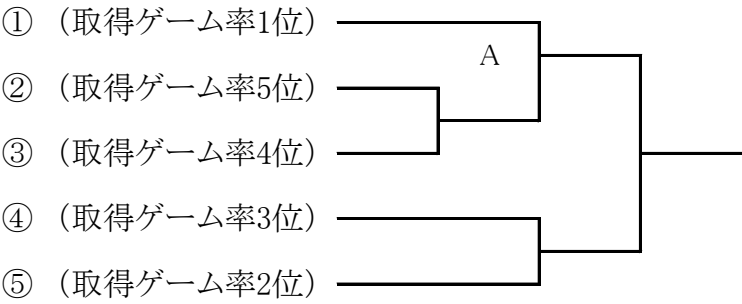 ① （取得ゲーム率1位）
A
② （取得ゲーム率5位）
③ （取得ゲーム率4位）
④ （取得ゲーム率3位）
⑤ （取得ゲーム率2位）